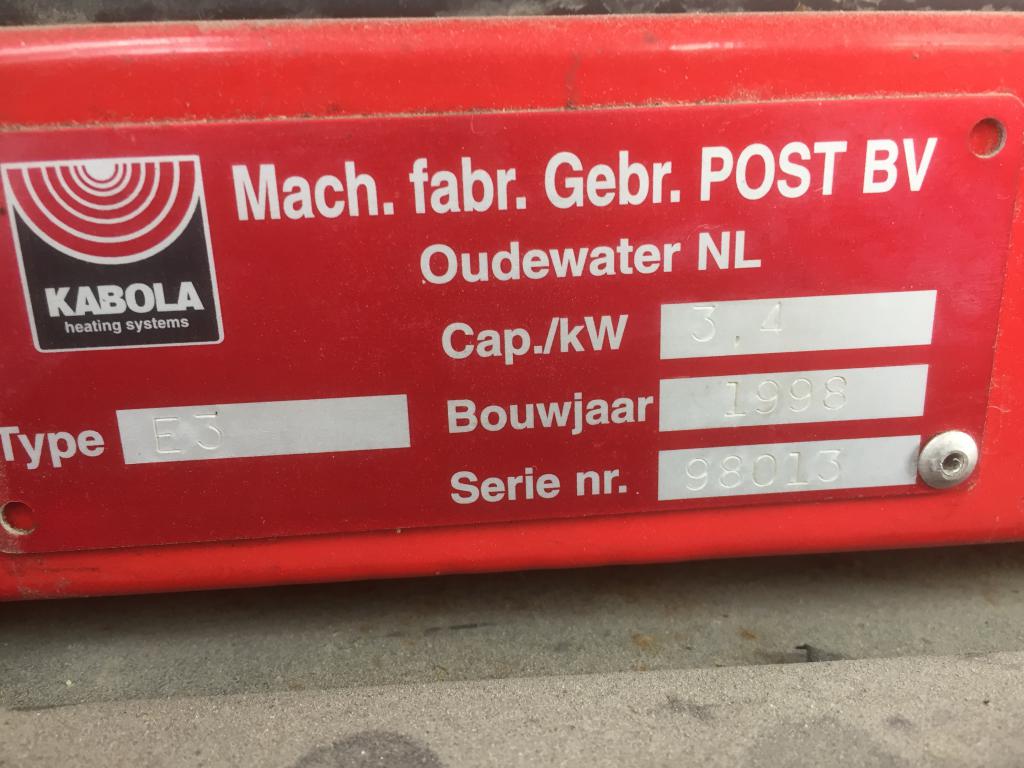 Mach. fabr. Gebr. POST BV
Oudewater NL
KABOLA
heating systems
Cap./kW 3,4
Type E3
Bouwjaar 1998
Serie nr. 98013